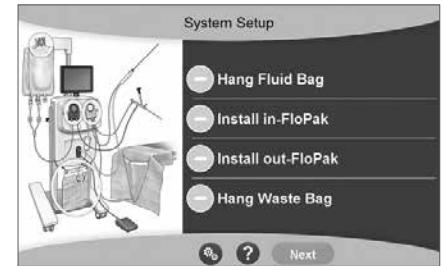 System Setup
Hang Fluid Bag
Install in-FloPak
Install out-FloPak
Hang Waste Bag
?
Next